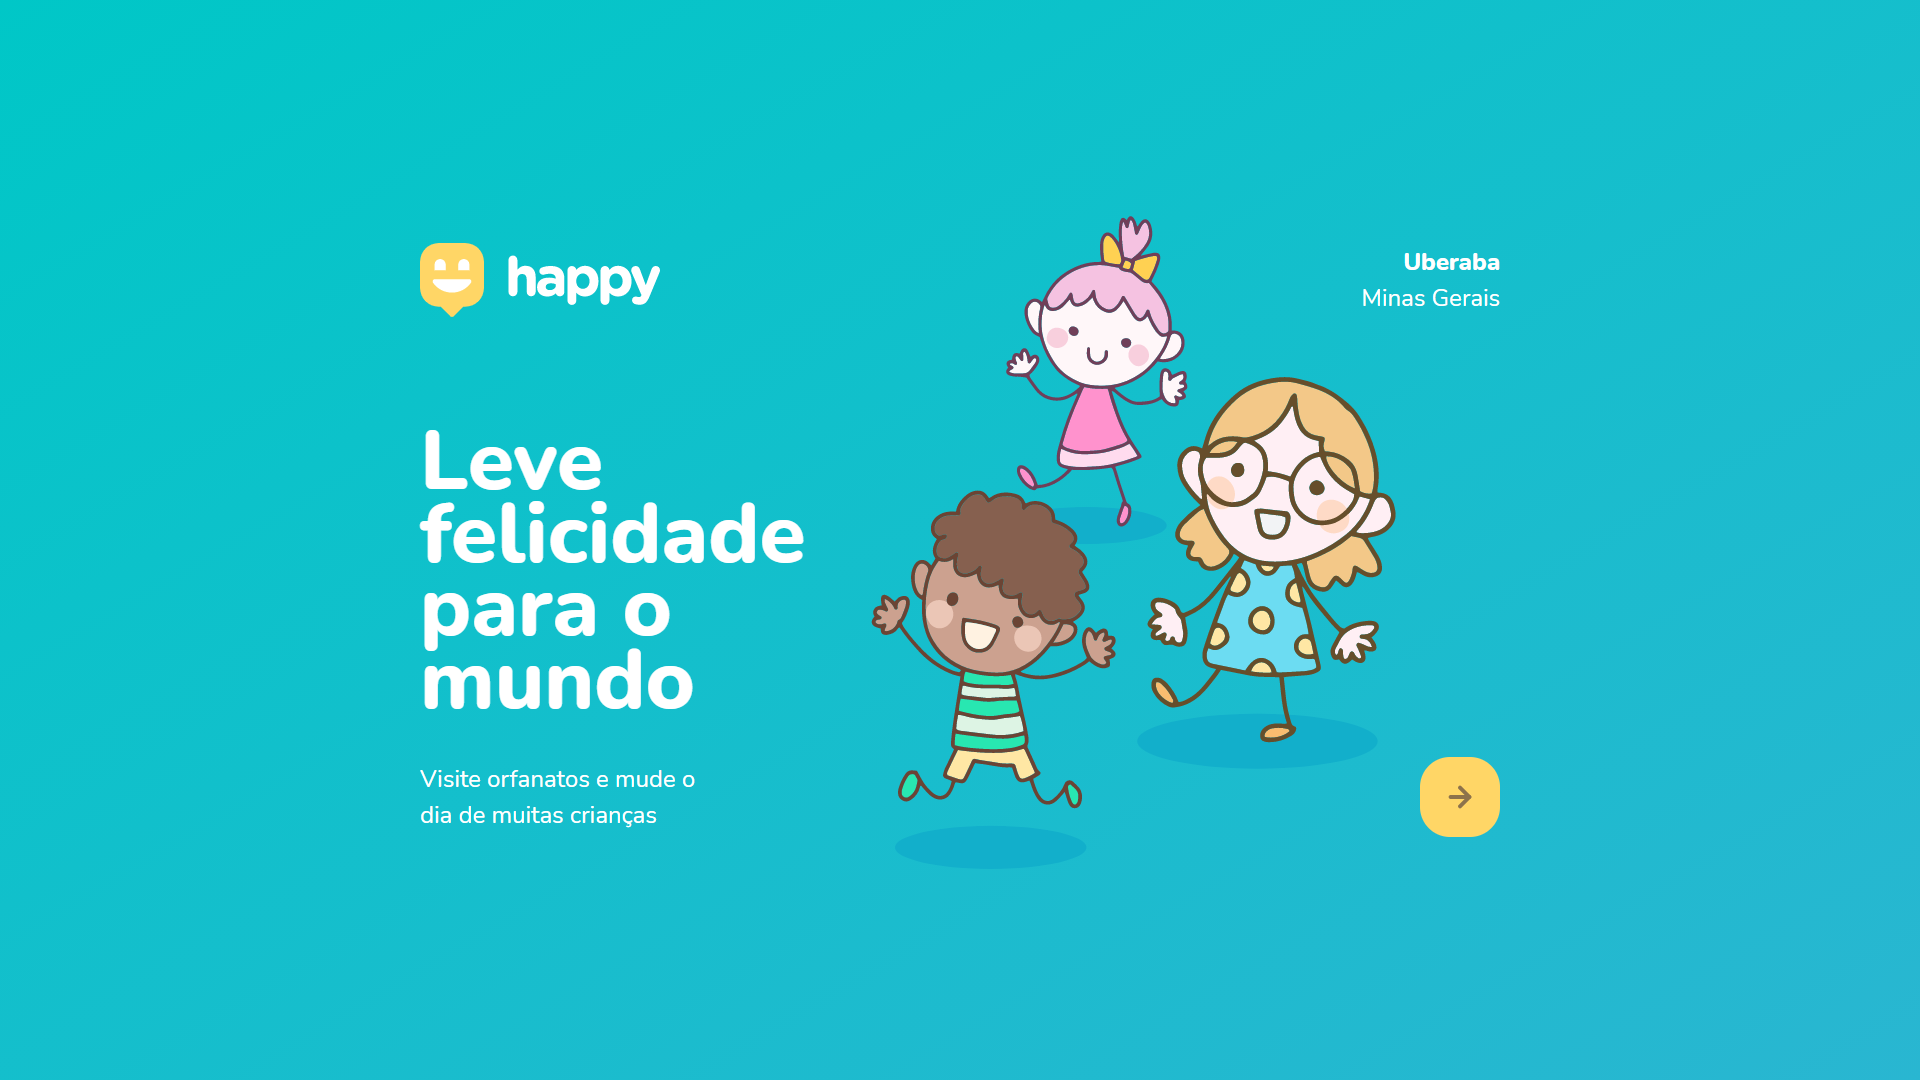 happy
Uberaba
Minas Gerais
Leve
felicidade
para o
mundo
Visite orfanatos e mude o
dia de muitas crianças